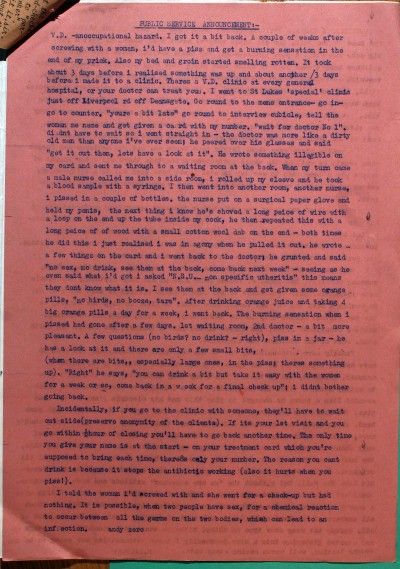 PUBLIC SERVICE ANNOUNCEMENT:-
V.D. -anoccupational hazard, I got it a bit back. A couple of weeks after
screwing with a woman, i'd have a piss and get a burning sensation in the
end of my prick. Also my bed and groin started smelling rotten. It took
about 3 days before i realised something was up and about another /3 days
before i made it to a clinic. Theres a V.D. clinic at every general
hospital, or your doctor can treat you. I went to St Lukes 'special' clinic
just off Liverpool rd off Deansgate. Go round to the mens entrance- go in-
go to counter, "youre a bit late" go round to interview cubicle, tell the
woman me name and get given a card with my number. "wait for doctor No 1",
didnt have to wait so i went straight in - the doctor was more like a dirty
old man than anyone i've ever seen; he peered over his glasses and said
"get it out then, lets have a look at it". He wrote something illegible on
my card and sent me through to a waiting room at the back. When my turn came
a male nurse called me into a side room, i rolled up my sleeve and he took
a blood sample with a syringe. I then went into another room, another nurse,
i pissed in a couple of bottles, the nurse put on a surgical paper glove and
held my penis, the next thing i know he's shoved a long peice of wire with
a loop on the end up the tube inside my cock, he then repeated this with a
long peice of of wood with a small cotton wool dab on the end - both times
he did this i just realised i was in agony when he pulled it out. he wrote
a few things on the card and i went back to the doctor; he grunted and said
"no sex, no drink, see then at the back, come back next week" - seeing as he
even said what i'd got i asked "N.S.U. non specific utheritis" this means
they dont know what it is. I see them at the back and get given some orange
pills, "no birds, no booze, tara". After drinking orange juice and taking 4
big orange pills a day for a week, i went back. The burning sensation when i
pissed had gone after a few days. 1st waiting room, 2nd doctor - a bit more
pleasant. A few questions (no birds? no drink? - right), piss in a jar - he
has a look at it and there are only a few small bits,
(when there are bits,, especially large ones, in the piss; theres something
up). "Right" he says, "you can drink a bit but take it easy with the women
for a week or so, come back in a week for a final check up"; i didnt bother
going back.
Incidentally, if you go to the clinic with someone, they'll have to wait
out side(preserve anonymity of the clients). If its your 1st visit and you
go within ½hour of closing you'll have to go back another time. The only time
you give your name is at the start - on your treatment card which you're
supposed to bring each time, theres only your number. The reason you cant
drink is because it stops the antibictic working (also it hurts when you
piss!).
I told the woman i'd screwed with and she went for a check-up but had
nothing. It is possible, when two people have sex, for a chemical reaction
to occur between all the germs on the two bodies, which can lead to an
infection. andy zero